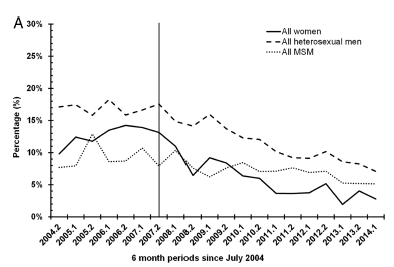 A
All women
All heterosexual men
All MSM
Percentage (%)
30%
25%
20%
15%
10%
5%
0%
2004.2 2005.1 2005.2 2006.1 2006.2 2007.1 2007.2 2008.1 2008.2 2009.1 2009.2 2010.1 2010.2 2011.1 2011.2 2012.1 2012.2 2013.1 2013.2 2014.1
6 month periods since July 2004